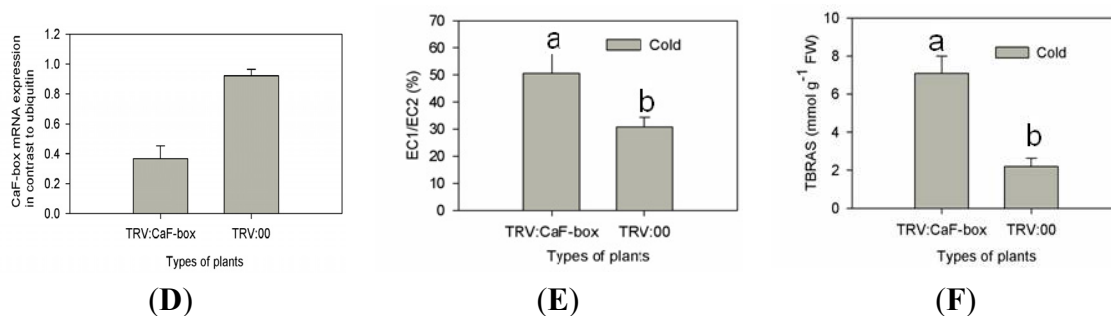 CaF-box mRNA expression
in contrast to ubiquitin
1.2
1.0
0.8
0.6
0.4
0.2
0.0
TRV:CaF-box TRV:00
Types of plants
(D)
EC1/EC2 (%)
80
70
60
50
40
30
20
10
0
a
b
Cold
TRV:CaF-box TRV:00
Types of plants
(E)
TBRAS (mmol g⁻¹ FW)
10
8
6
4
2
0
a
b
Cold
TRV:CaF-box TRV:00
Types of plants
(F)